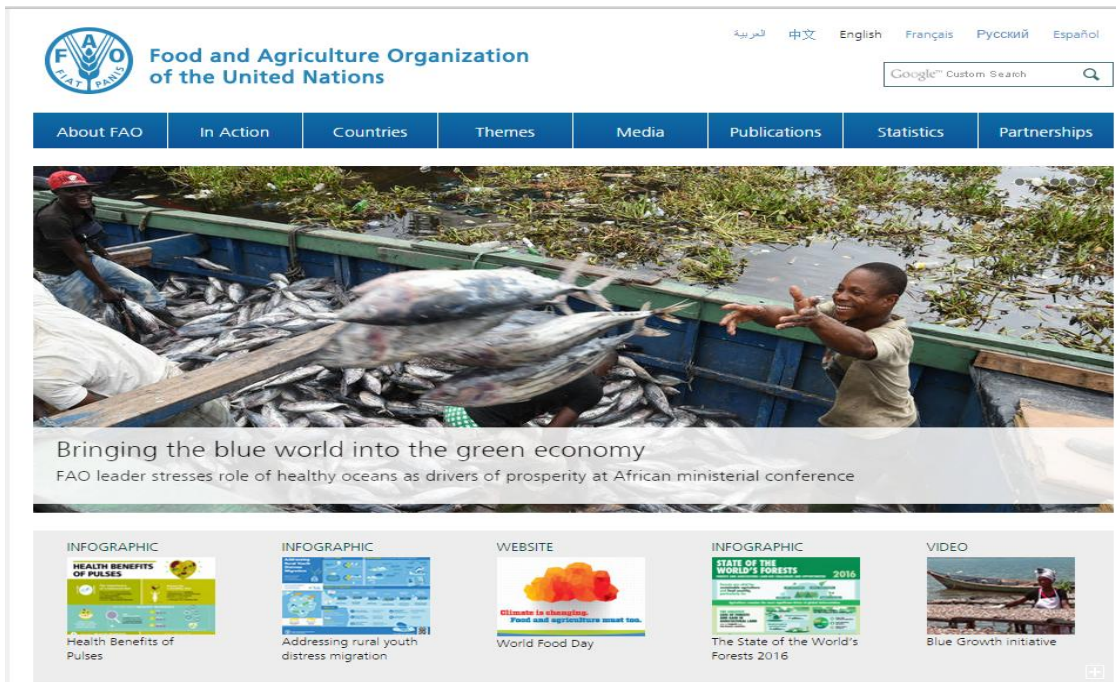 العربية 中文 English Français Русский Español
FAO
FIAT PANIS
Food and Agriculture Organization
of the United Nations
Google™ Custom Search
About FAO In Action Countries Themes Media Publications Statistics Partnerships
Bringing the blue world into the green economy
FAO leader stresses role of healthy oceans as drivers of prosperity at African ministerial conference
INFOGRAPHIC
HEALTH BENEFITS
OF PULSES
Health Benefits of
Pulses
INFOGRAPHIC
Addressing rural youth
distress migration
WEBSITE
Climate is changing.
Food and agriculture must too.
World Food Day
INFOGRAPHIC
STATE OF THE
WORLD'S FORESTS
2016
The State of the World's
Forests 2016
VIDEO
Blue Growth initiative